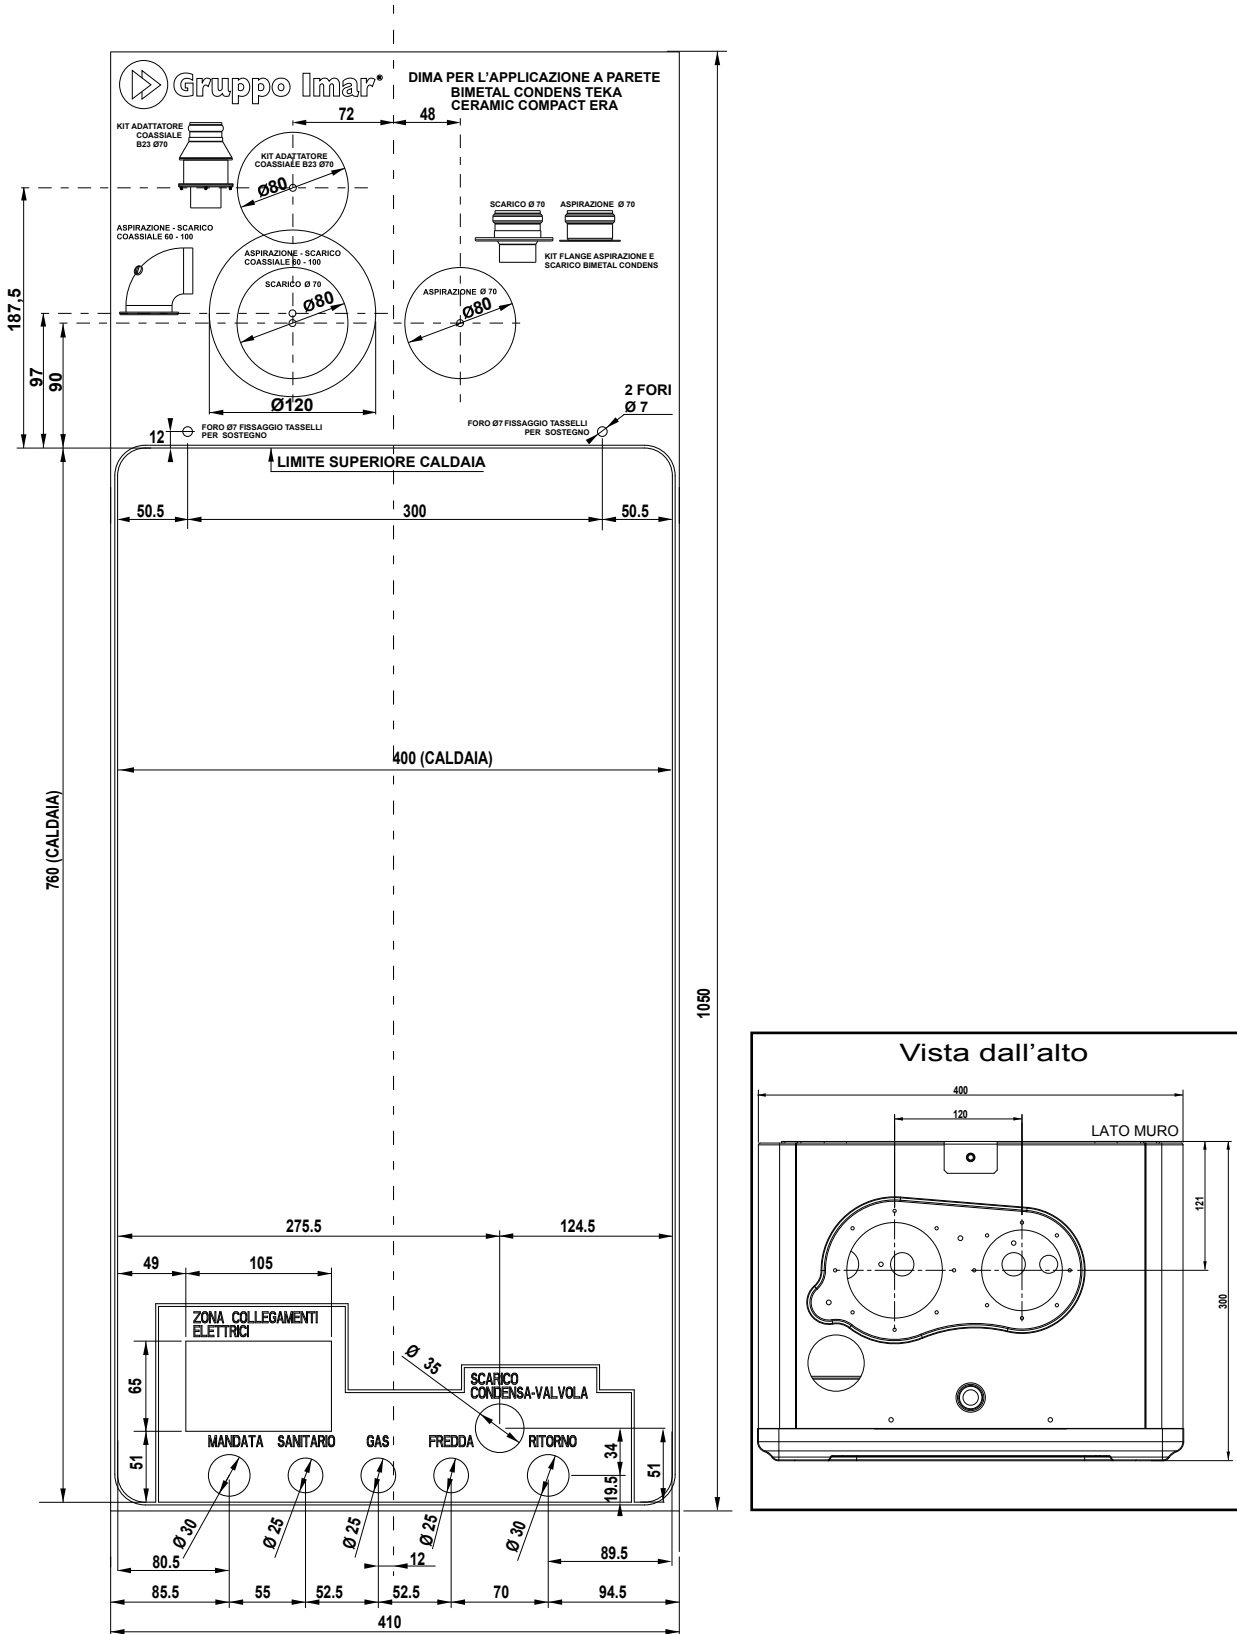 Gruppo Imar®
DIMA PER L'APPLICAZIONE A PARETE
BIMETAL CONDENS TEKA
CERAMIC COMPACT ERA
72
48
KIT ADATTATORE
COASSIALE
B23 Ø70
KIT ADATTATORE
COASSIALE B23 Ø70
Ø80
SCARICO Ø 70
ASPIRAZIONE Ø 70
ASPIRAZIONE - SCARICO
COASSIALE 60 - 100
KIT FLANGE ASPIRAZIONE E
SCARICO BIMETAL CONDENS
ASPIRAZIONE - SCARICO
COASSIALE 60 - 100
SCARICO Ø 70
Ø80
ASPIRAZIONE Ø 70
Ø80
187,5
97
90
Ø120
2 FORI
Ø 7
FORO Ø7 FISSAGGIO TASSELLI
PER SOSTEGNO
FORO Ø7 FISSAGGIO TASSELLI
PER SOSTEGNO
12
LIMITE SUPERIORE CALDAIA
50.5
300
50.5
400 (CALDAIA)
760 (CALDAIA)
1050
275.5
124.5
49
105
ZONA COLLEGAMENTI
ELETTRICI
Ø 35
SCARICO
CONDENSA-VALVOLA
65
51
MANDATA
SANITARIO
GAS
FREDDA
RITORNO
34
19.5
51
Ø 30
Ø 25
Ø 25
Ø 25
Ø 30
80.5
12
89.5
85.5
55
52.5
52.5
70
94.5
410
Vista dall'alto
400
120
LATO MURO
121
300